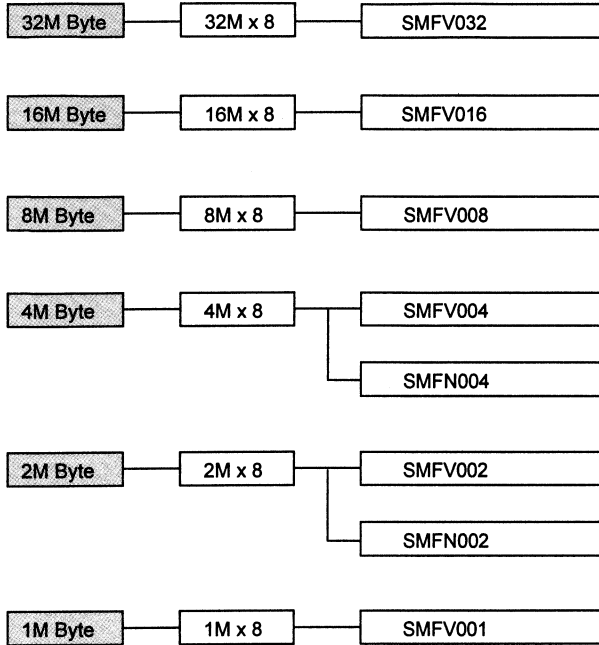 32M Byte 32M x 8 SMFV032
16M Byte 16M x 8 SMFV016
8M Byte 8M x 8 SMFV008
4M Byte 4M x 8 SMFV004
SMFN004
2M Byte 2M x 8 SMFV002
SMFN002
1M Byte 1M x 8 SMFV001